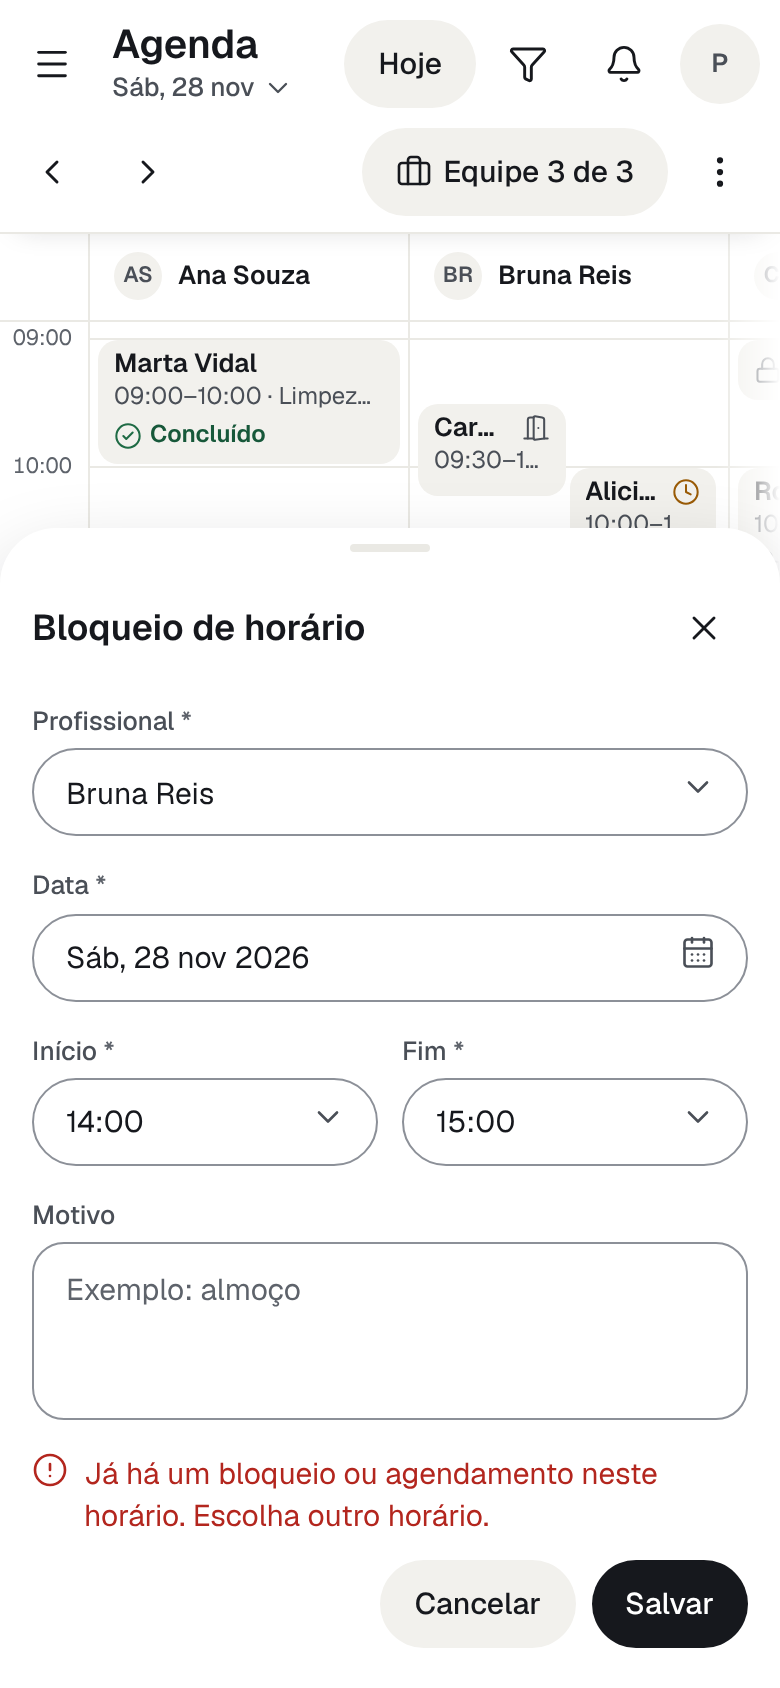 Agenda
Sáb, 28 nov
Hoje
P
Equipe 3 de 3
AS Ana Souza
BR Bruna Reis
09:00
Marta Vidal
09:00–10:00 · Limpez...
Concluído
Car...
09:30–1...
10:00
Alici...
10:00–1
Bloqueio de horário
Profissional *
Bruna Reis
Data *
Sáb, 28 nov 2026
Início *
Fim *
14:00
15:00
Motivo
Exemplo: almoço
Já há um bloqueio ou agendamento neste
horário. Escolha outro horário.
Cancelar
Salvar